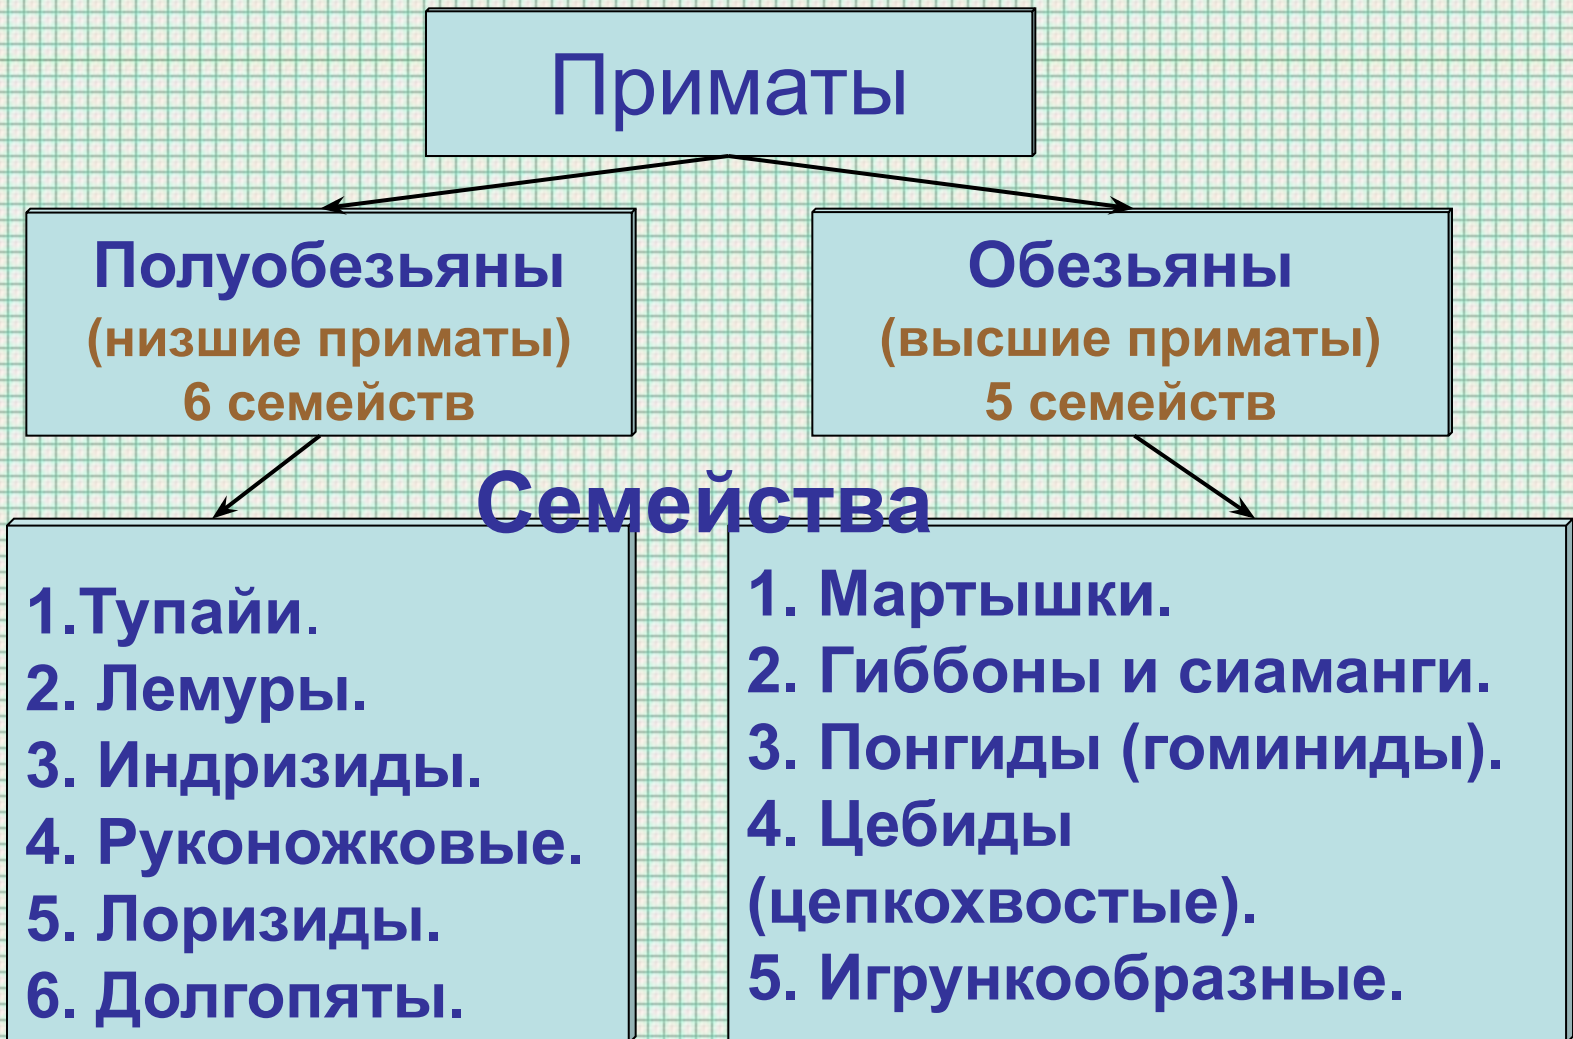 Приматы
Полуобезьяны
(низшие приматы)
6 семейств
Обезьяны
(высшие приматы)
5 семейств
Семейства
1.Тупайи.
2. Лемуры.
3. Индризиды.
4. Руконожковые.
5. Лоризиды.
6. Долгопяты.
1. Мартышки.
2. Гиббоны и сиаманги.
3. Понгиды (гоминиды).
4. Цебиды
(цепкохвостые).
5. Игрункообразные.